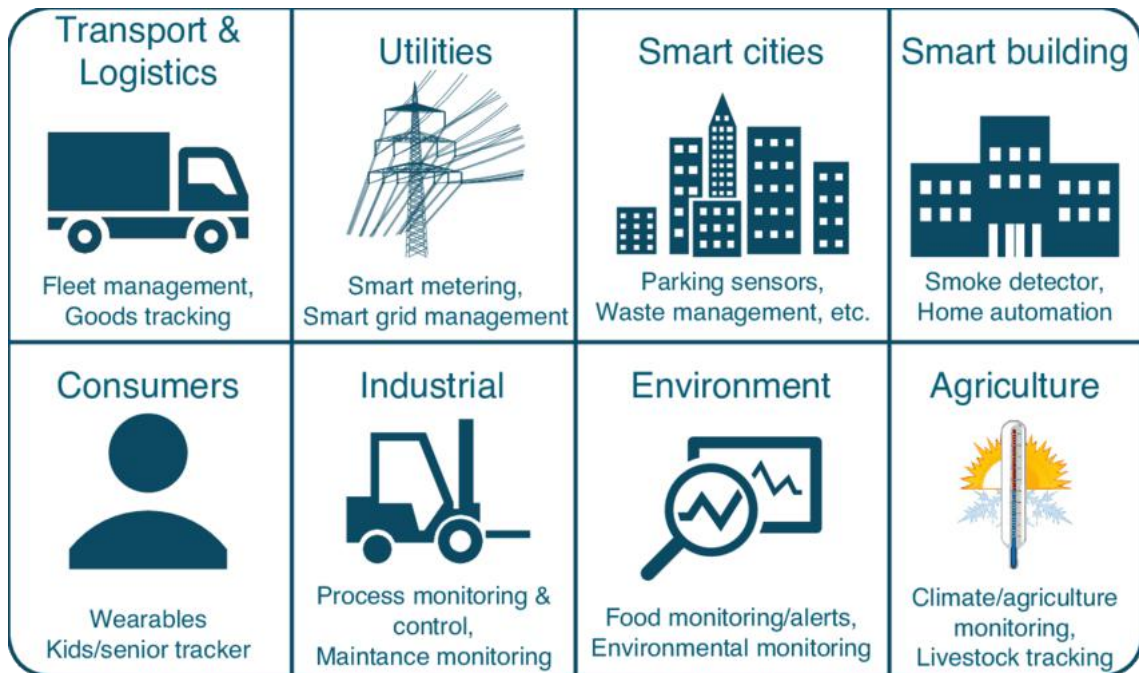 Transport &
Logistics
Fleet management,
Goods tracking
Utilities
Smart metering,
Smart grid management
Smart cities
Parking sensors,
Waste management, etc.
Smart building
Smoke detector,
Home automation
Consumers
Wearables
Kids/senior tracker
Industrial
Process monitoring &
control,
Maintance monitoring
Environment
Food monitoring/alerts,
Environmental monitoring
Agriculture
Climate/agriculture
monitoring,
Livestock tracking